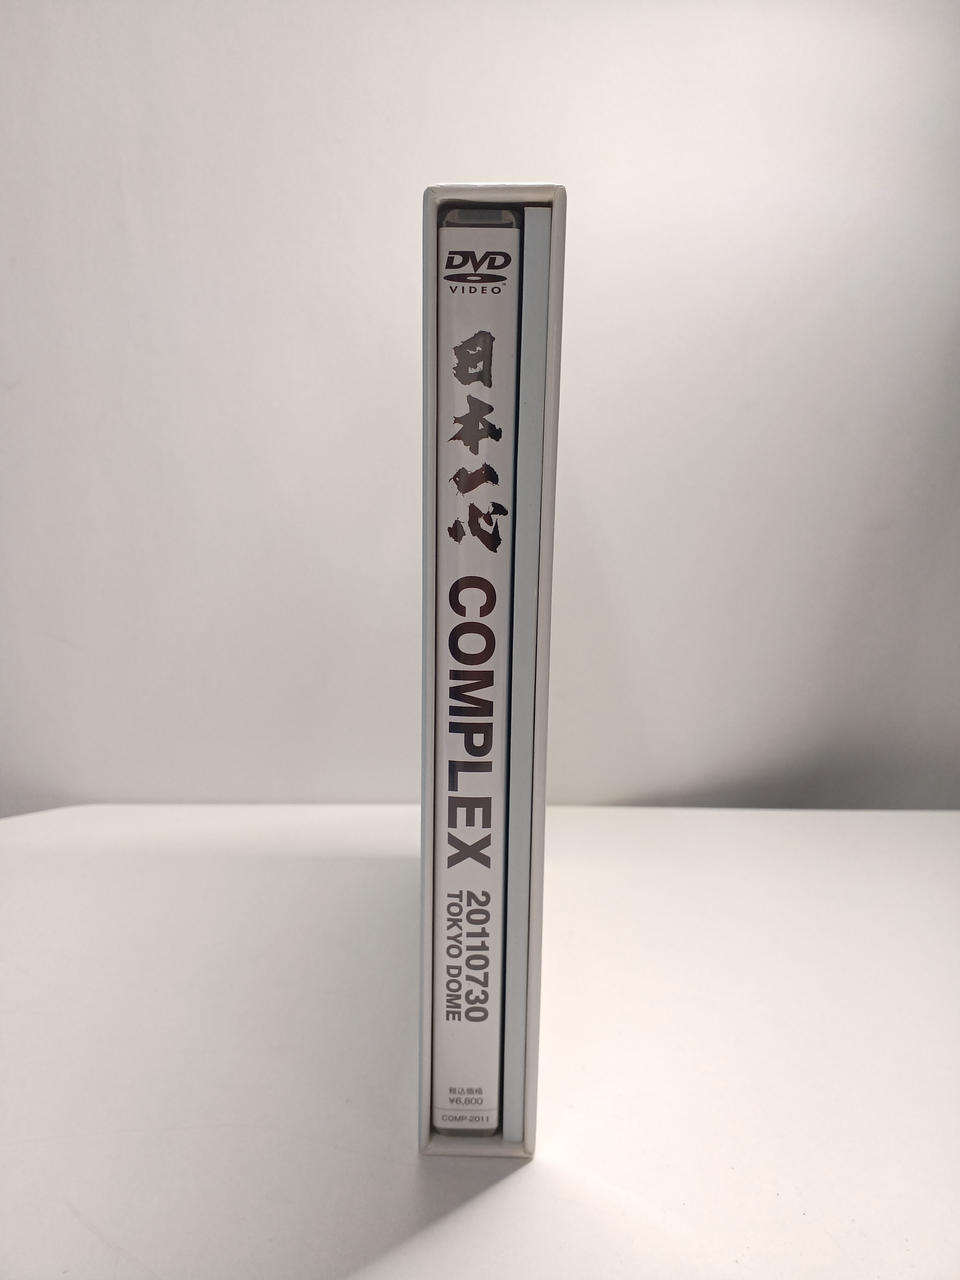 DVD
VIDEO
日本一心
COMPLEX
20110730
TOKYO DOME
税込価格
¥6,800
COMP-2011